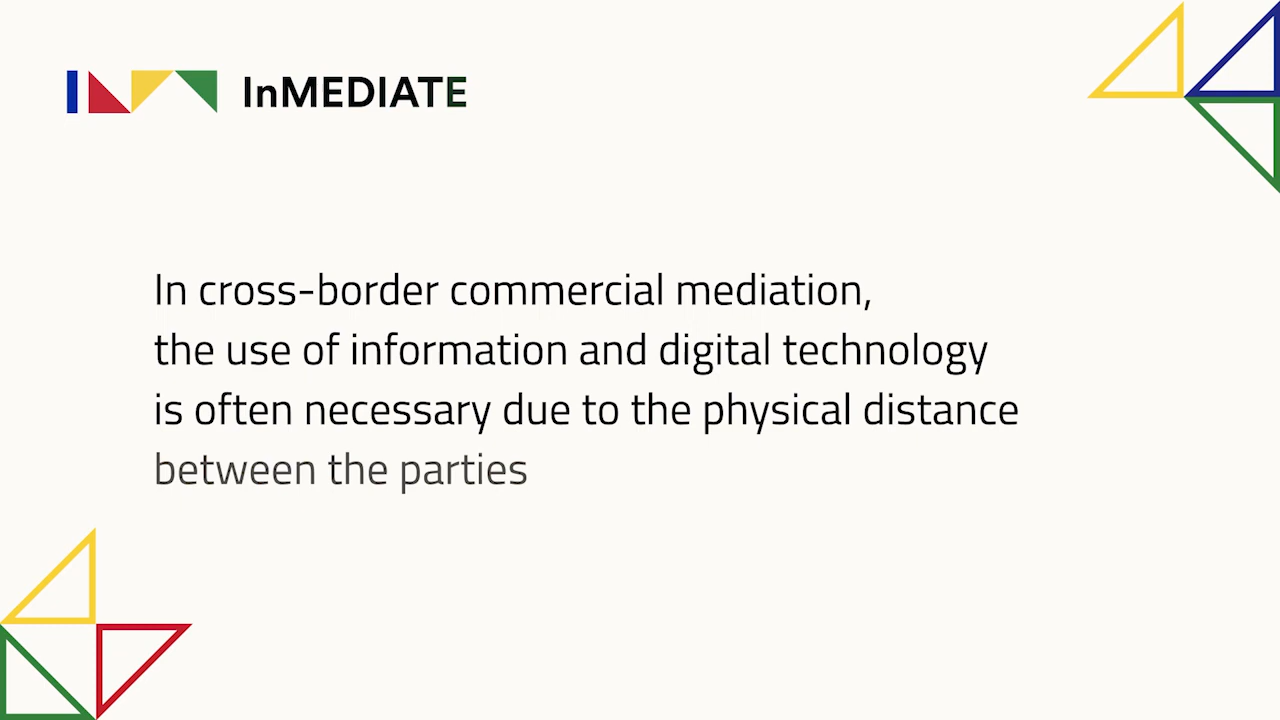 InMEDIATE
In cross-border commercial mediation,
the use of information and digital technology
is often necessary due to the physical distance
between the parties